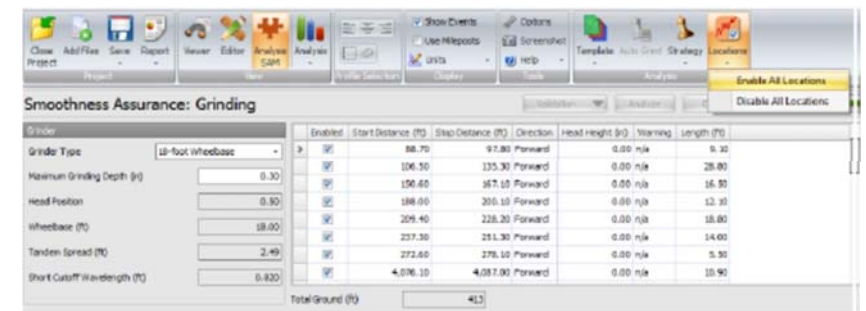 Close Project Add Files Save Report Viewer Editor Analysis SAM Analysis Show Events Use Mileposts Units Options Screenshot Help Template Auto Grind Strategy Locations
Project View Profile Selection Display Tools Analysis
Enable All Locations
Disable All Locations
Smoothness Assurance: Grinding Validation Analyze
Grinder
Grinder Type 18-foot Wheelbase
Maximum Grinding Depth (in) 0.30
Head Position 0.50
Wheelbase (ft) 18.00
Tandem Spread (ft) 2.49
Short Cutoff Wavelength (ft) 0.820
Enabled Start Distance (ft) Stop Distance (ft) Direction Head Height (in) Warning Length (ft)
88.70 97.80 Forward 0.00 n/a 9.10
106.50 135.30 Forward 0.00 n/a 28.80
150.60 167.10 Forward 0.00 n/a 16.50
188.00 200.10 Forward 0.00 n/a 12.10
209.40 228.20 Forward 0.00 n/a 18.80
237.30 251.30 Forward 0.00 n/a 14.00
272.60 278.10 Forward 0.00 n/a 5.50
4,076.10 4,087.00 Forward 0.00 n/a 10.90
Total Ground (ft) 413